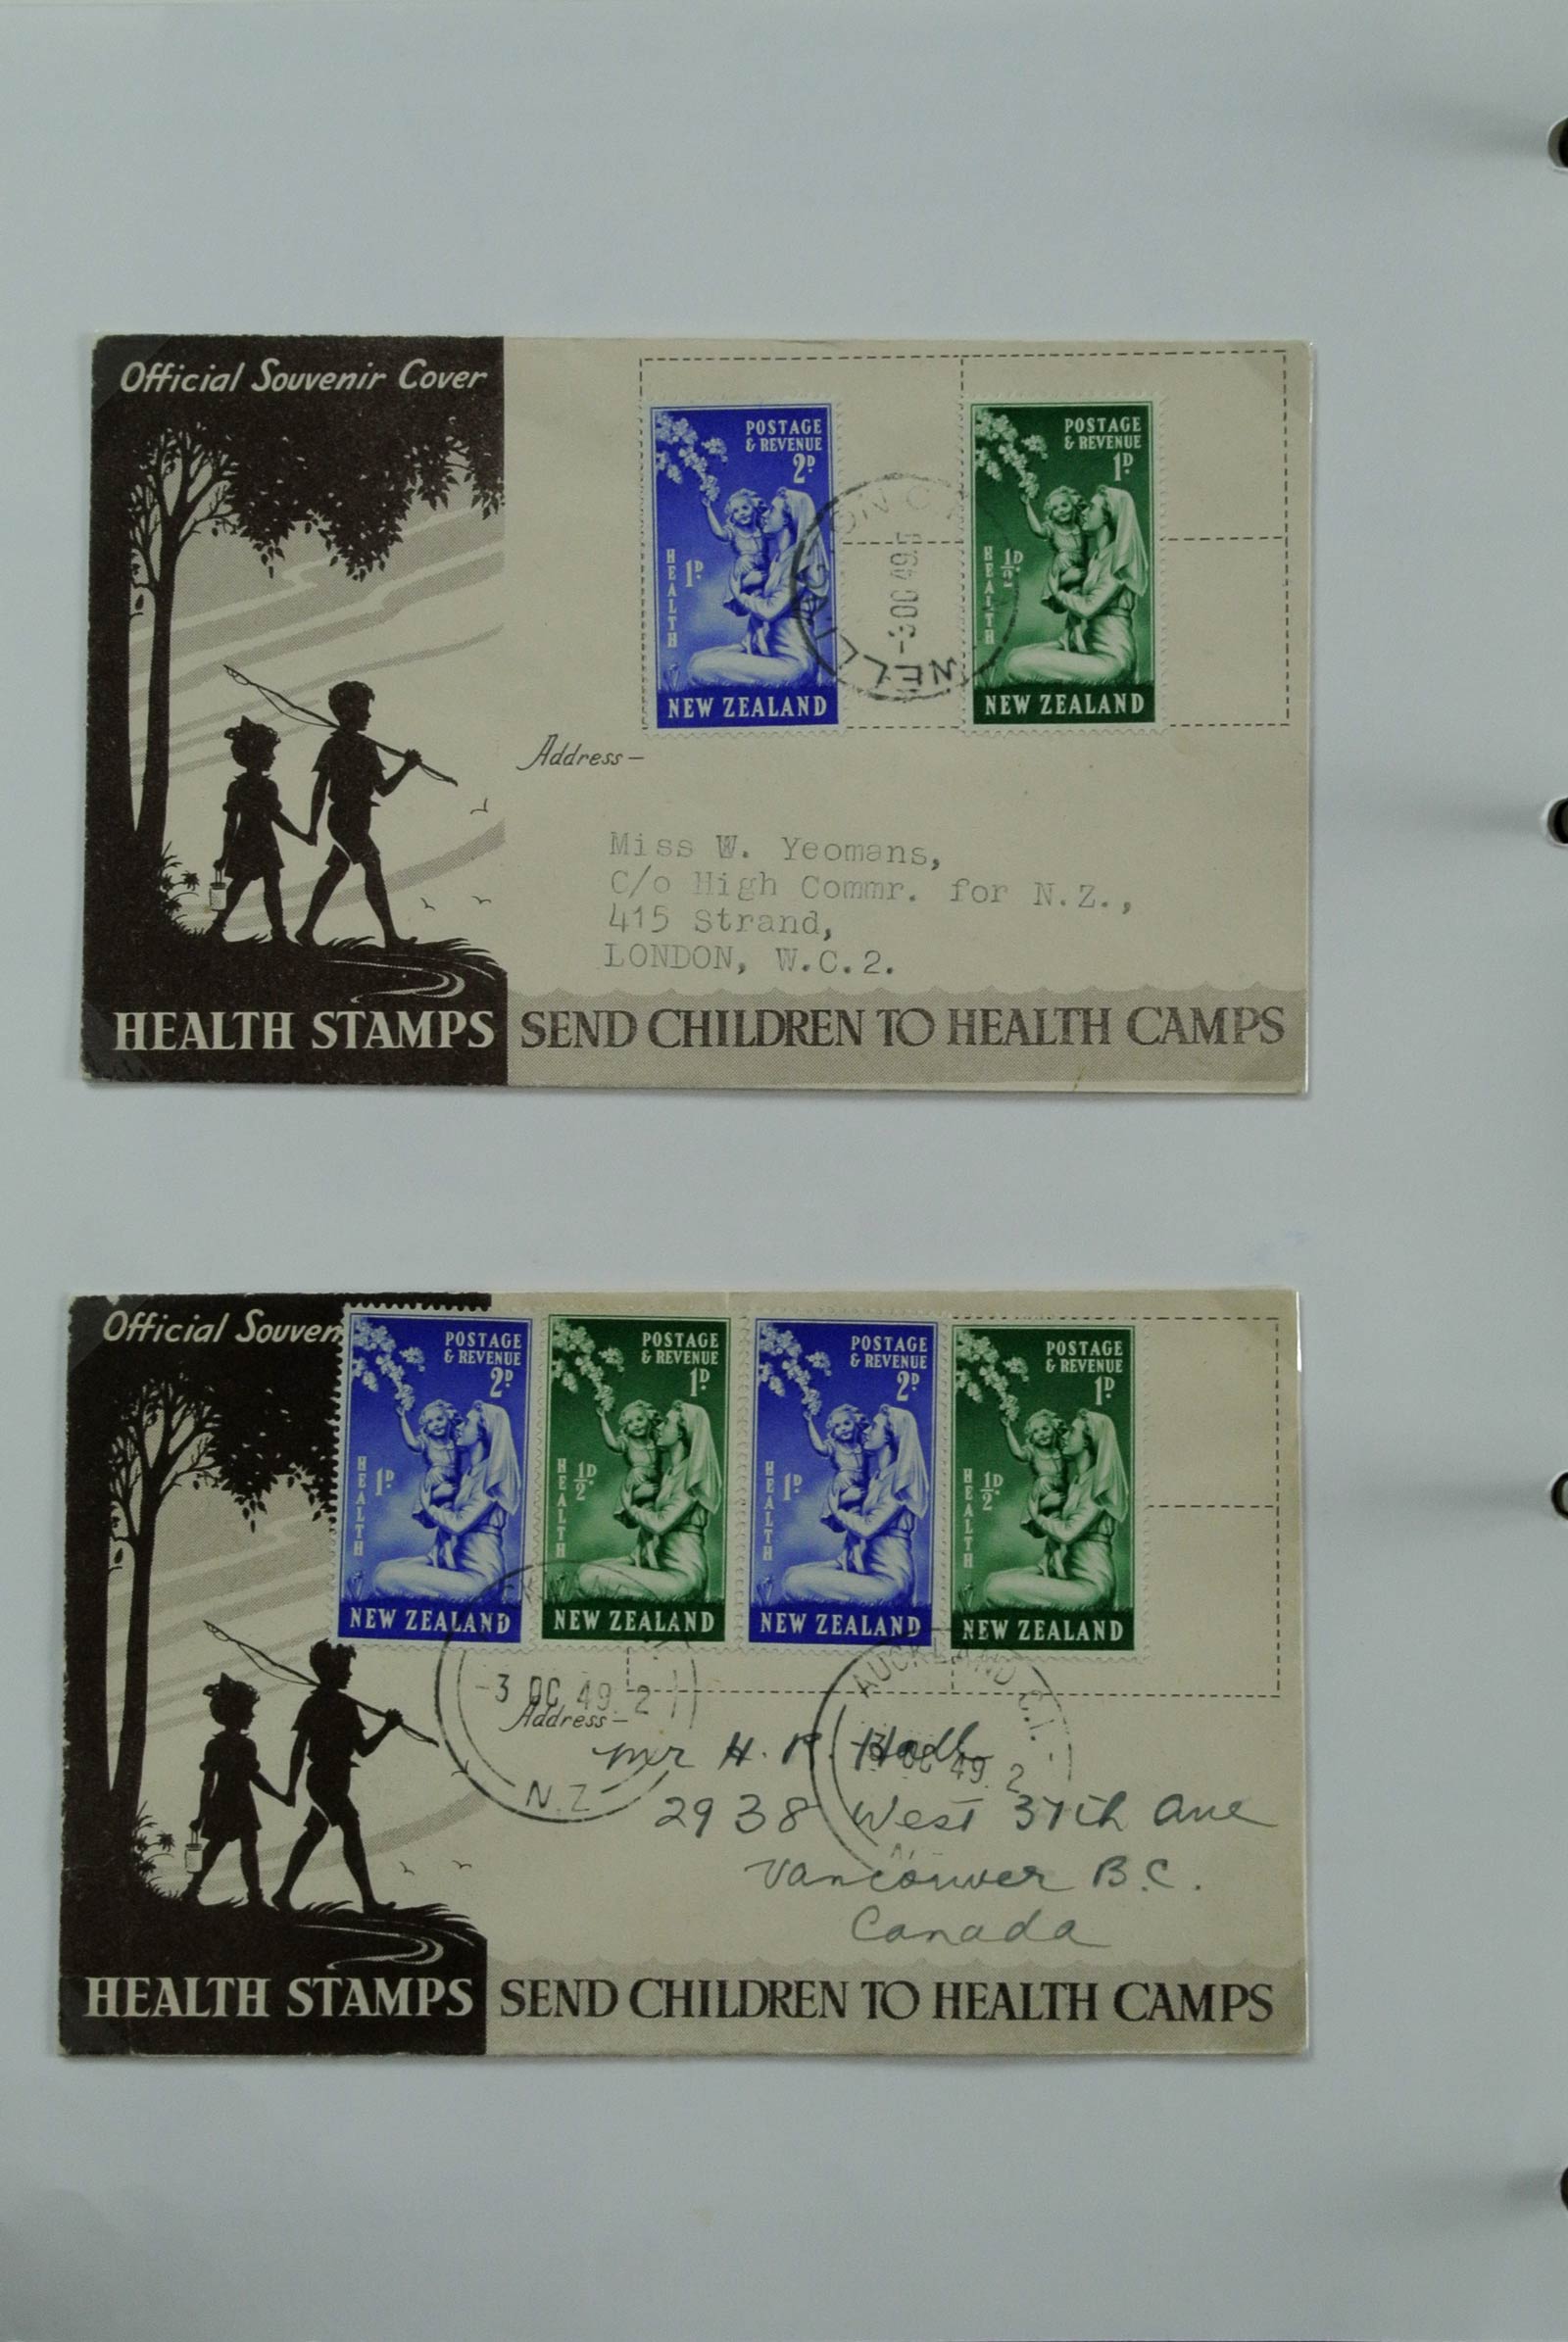 Official Souvenir Cover
POSTAGE
& REVENUE
2D
HEALTH
1D
NEW ZEALAND
POSTAGE
& REVENUE
1D
HEALTH
½D
NEW ZEALAND
-3 OC 49
Address—
Miss W. Yeomans,
C/o High Commr. for N.Z.,
415 Strand,
LONDON, W.C.2.
HEALTH STAMPS SEND CHILDREN TO HEALTH CAMPS
Official Souven
POSTAGE
& REVENUE
2D
HEALTH
1D
NEW ZEALAND
POSTAGE
& REVENUE
1D
HEALTH
½D
NEW ZEALAND
POSTAGE
& REVENUE
2D
HEALTH
1D
NEW ZEALAND
POSTAGE
& REVENUE
1D
HEALTH
½D
NEW ZEALAND
-3 OC 49 2
N.Z.
AUCKLAND C.1.
-3 OC 49 2
Address—
Mr H.
2938 West 37th Ave
Vancouver B.C.
Canada
HEALTH STAMPS SEND CHILDREN TO HEALTH CAMPS